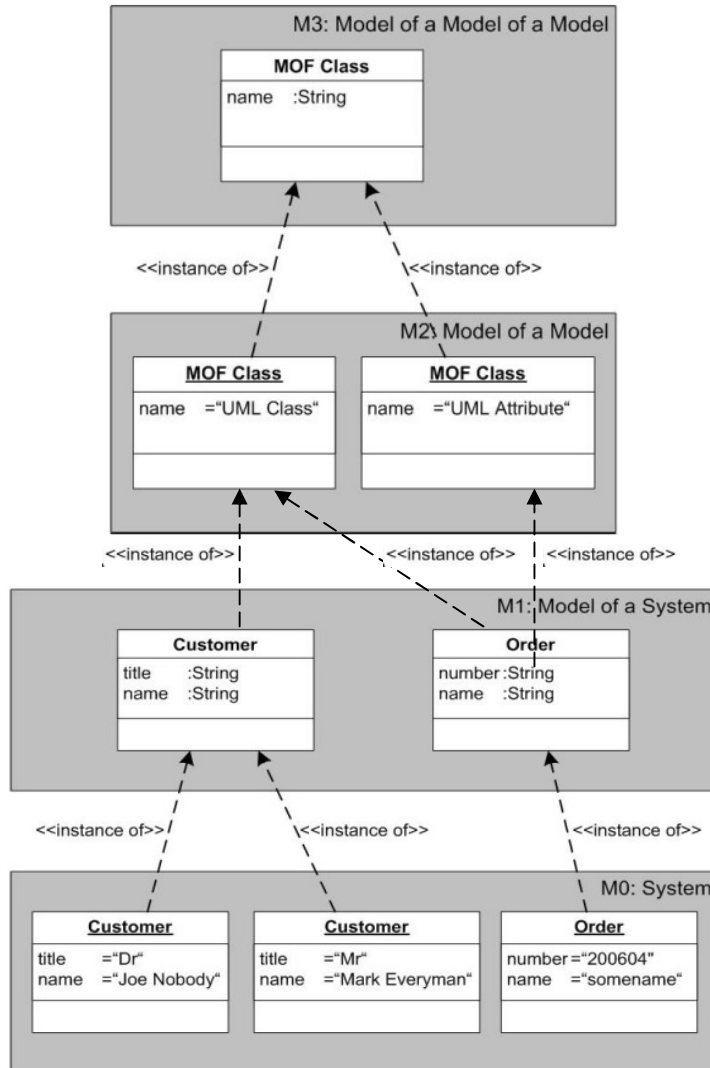 M3: Model of a Model of a Model
MOF Class
name :String
<<instance of>> <<instance of>>
M2: Model of a Model
MOF Class MOF Class
name =“UML Class“ name =“UML Attribute“
<<instance of>> <<instance of>> <<instance of>>
M1: Model of a System
Customer Order
title :String number:String
name :String name :String
<<instance of>> <<instance of>> <<instance of>>
M0: System
Customer Customer Order
title =“Dr“ title =“Mr“ number=“200604"
name =“Joe Nobody“ name =“Mark Everyman“ name =“somename“